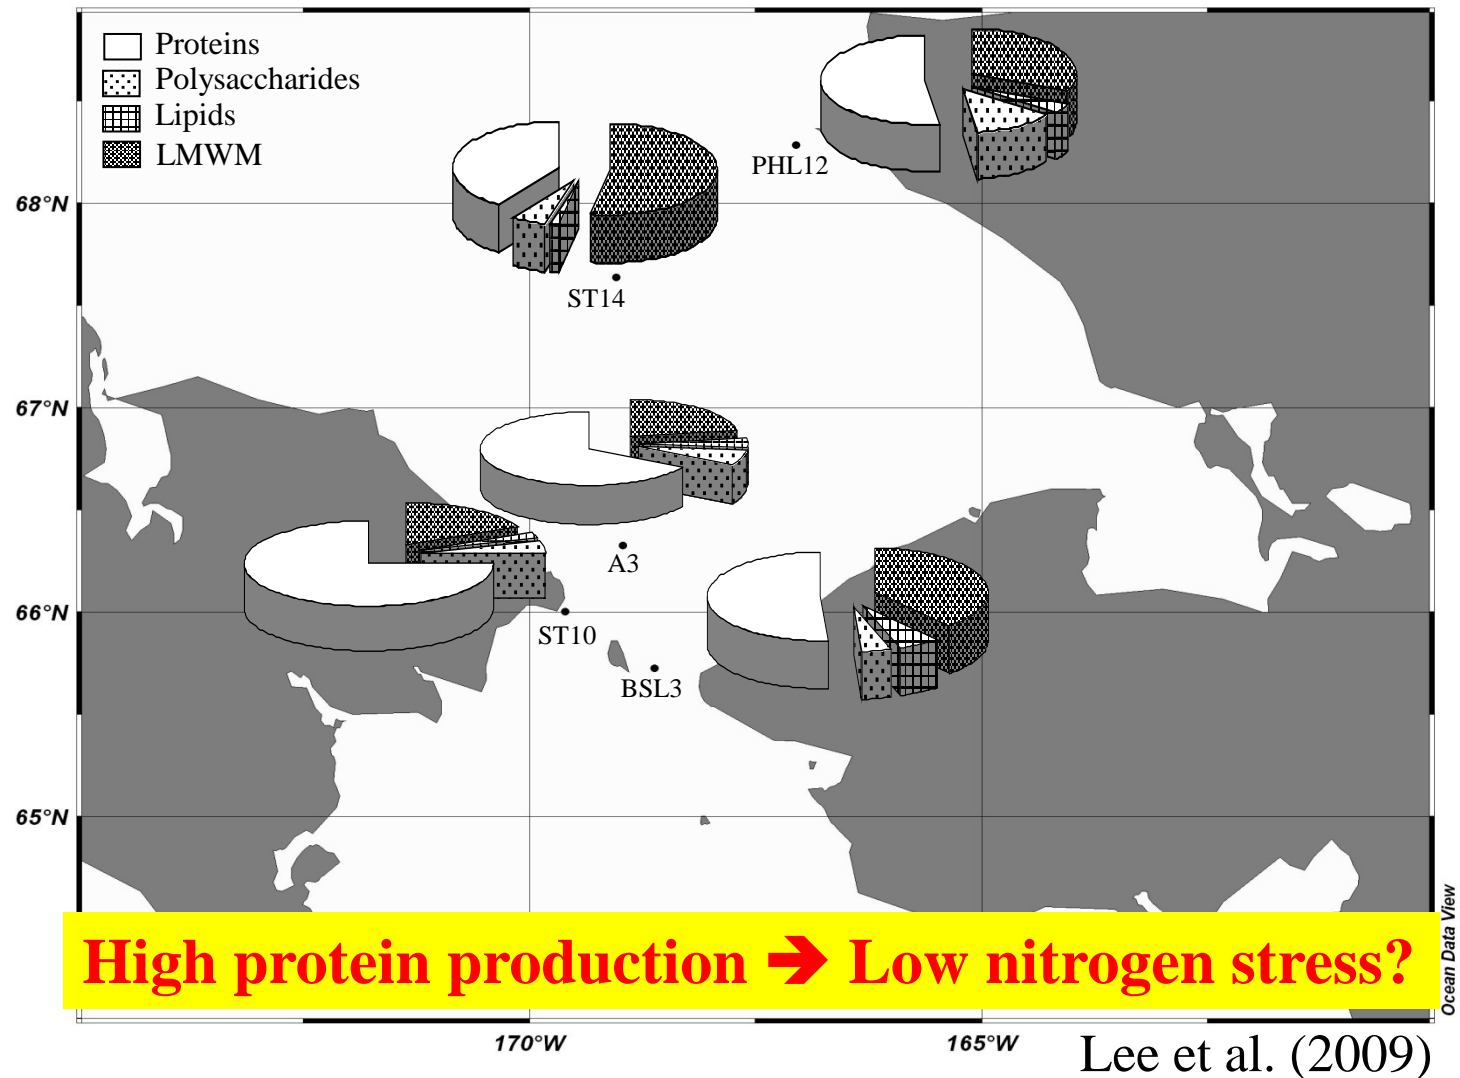 Proteins
Polysaccharides
Lipids
LMWM
PHL12
68°N
ST14
67°N
A3
66°N
ST10
BSL3
65°N
High protein production ➔ Low nitrogen stress?
Ocean Data View
170°W
165°W
Lee et al. (2009)